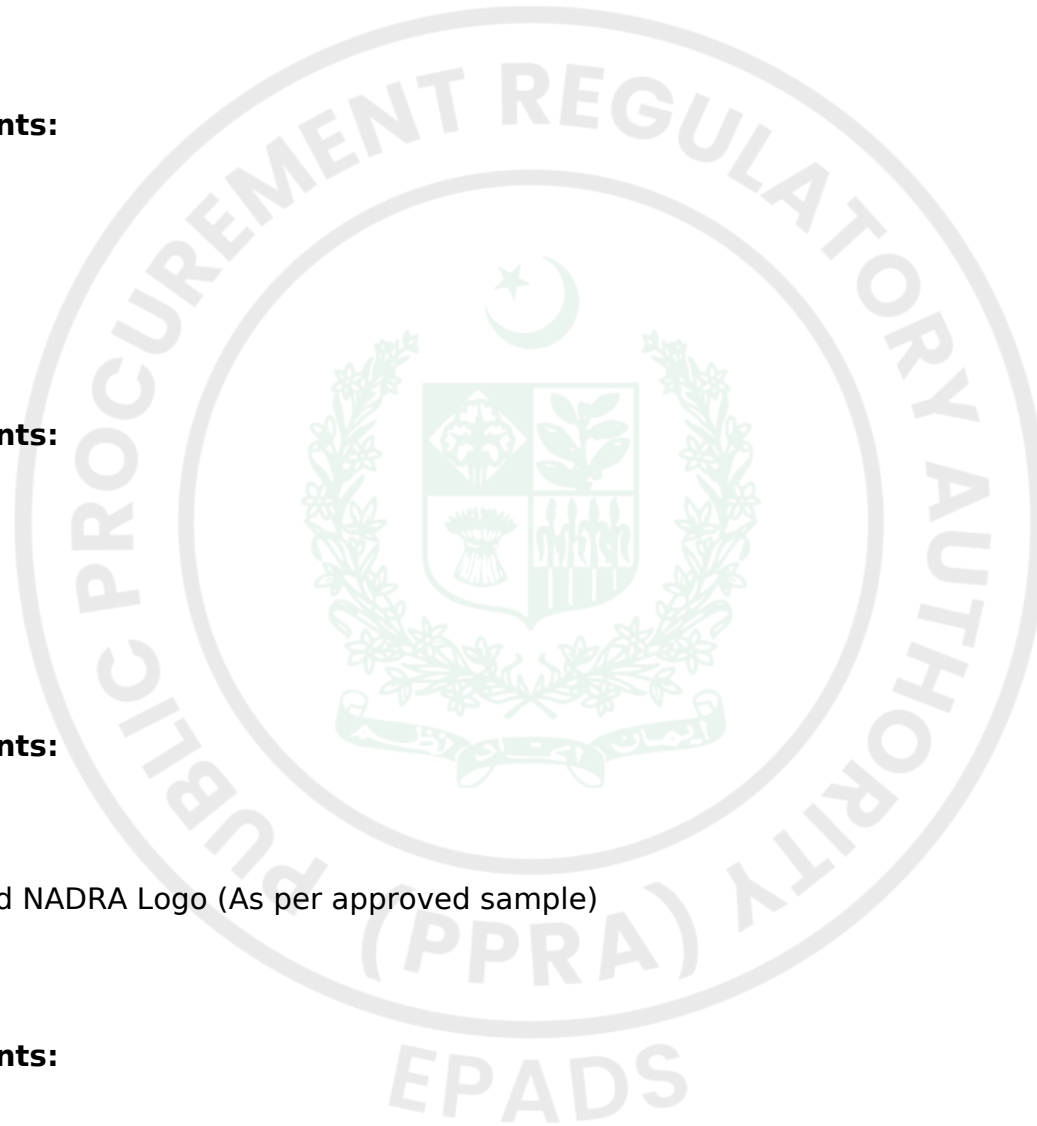 nts:
nts:
nts:
d NADRA Logo (As per approved sample)
nts:
PUBLIC PROCUREMENT REGULATORY AUTHORITY
(PPRA)
EPADS